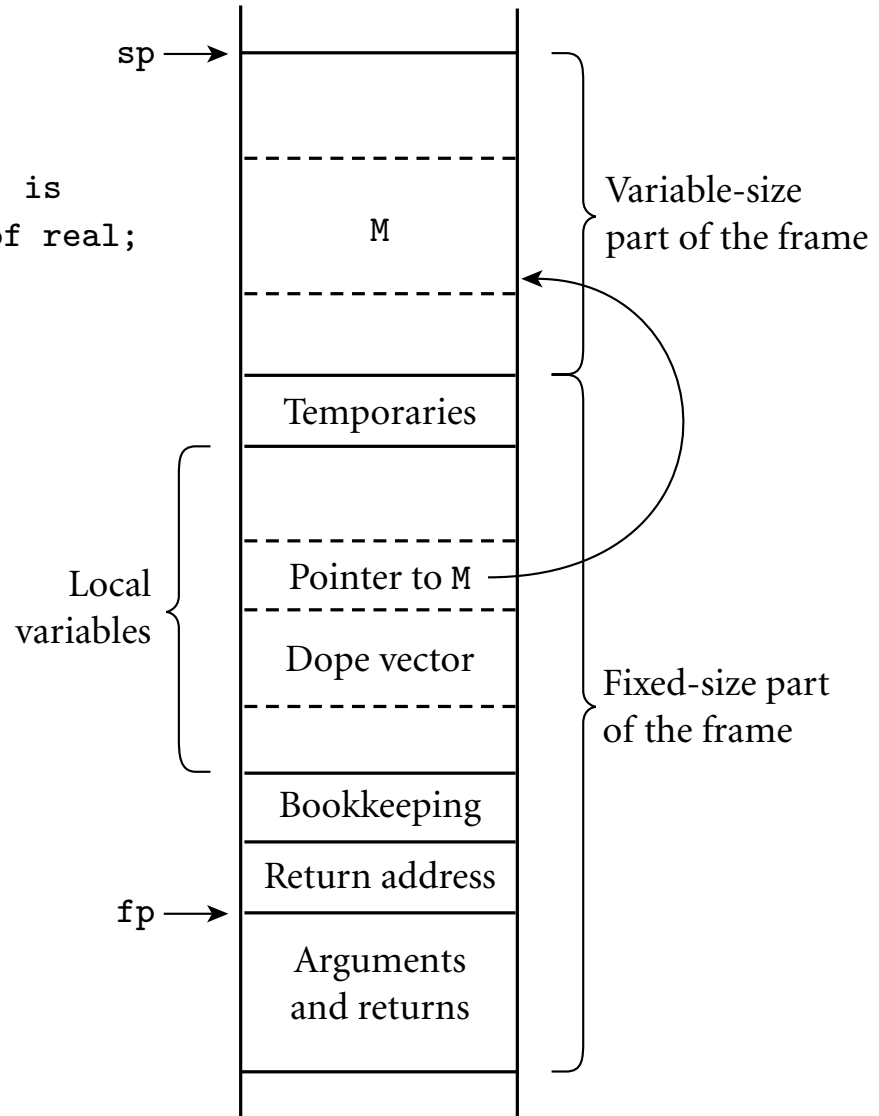 sp
is
of real;
M
Variable-size
part of the frame
Temporaries
Pointer to M
Local
variables
Dope vector
Fixed-size part
of the frame
Bookkeeping
Return address
fp
Arguments
and returns